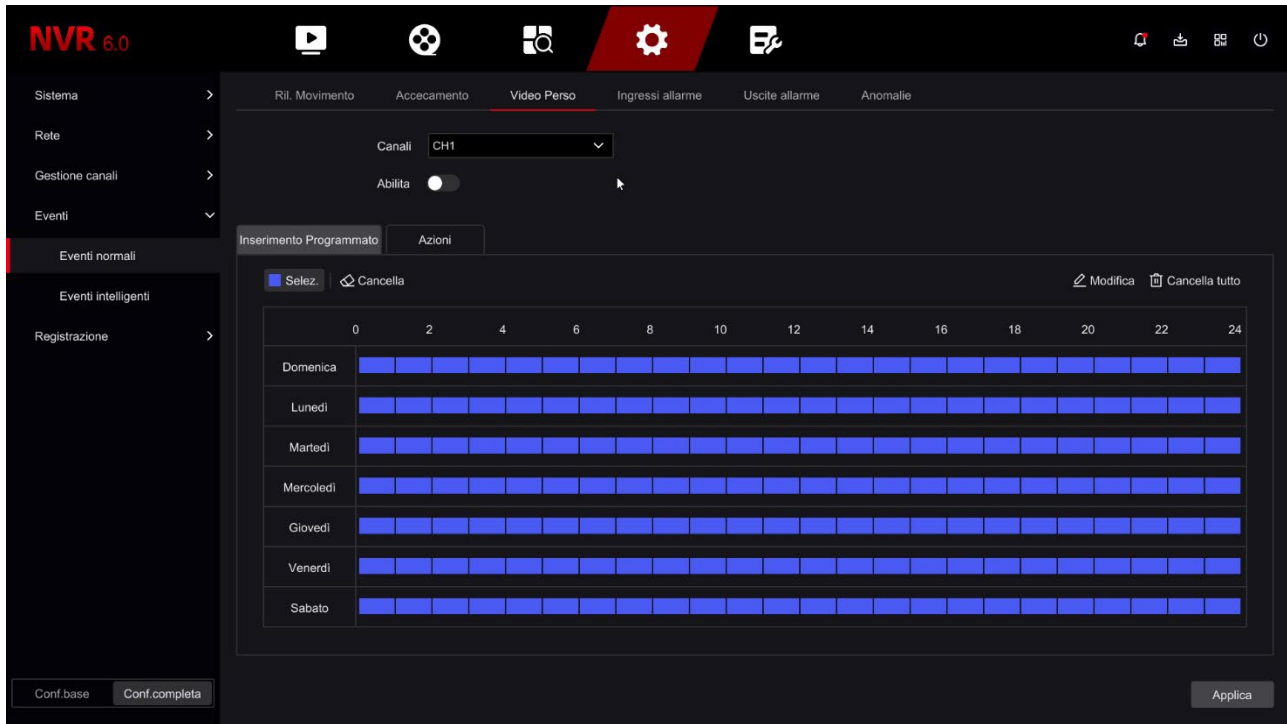 NVR 6.0
Sistema
Rete
Gestione canali
Eventi
Eventi normali
Eventi intelligenti
Registrazione
Conf.base Conf.completa
Ril. Movimento Accecamento Video Perso Ingressi allarme Uscite allarme Anomalie
Canali CH1
Abilita
Inserimento Programmato Azioni
Selez. Cancella Modifica Cancella tutto
0 2 4 6 8 10 12 14 16 18 20 22 24
Domenica
Lunedì
Martedì
Mercoledì
Giovedì
Venerdì
Sabato
Applica